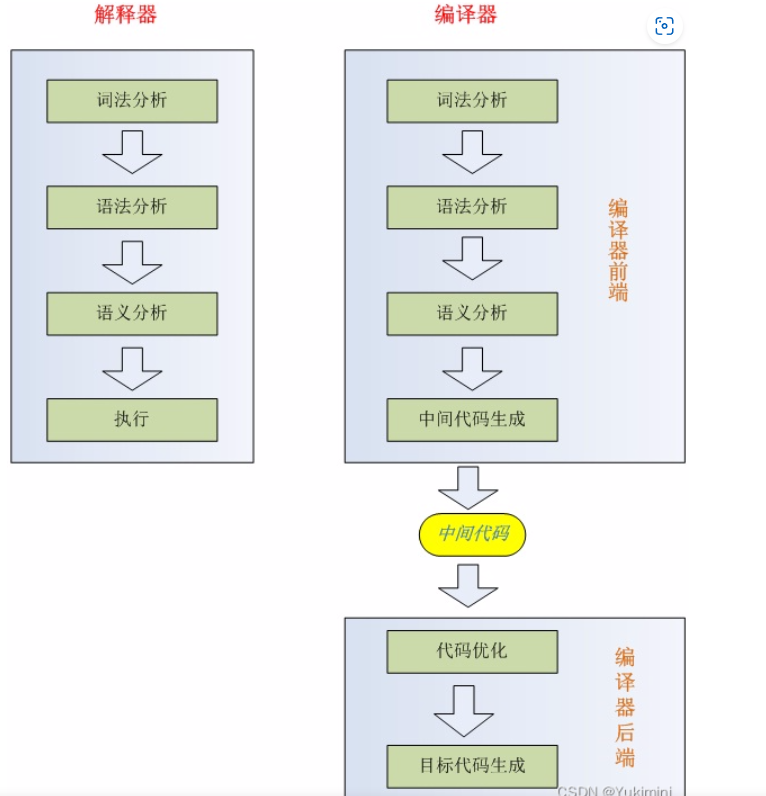 解释器
词法分析
语法分析
语义分析
执行
编译器
词法分析
语法分析
语义分析
中间代码生成
编译器前端
中间代码
代码优化
目标代码生成
编译器后端
CSDN @Yukimini